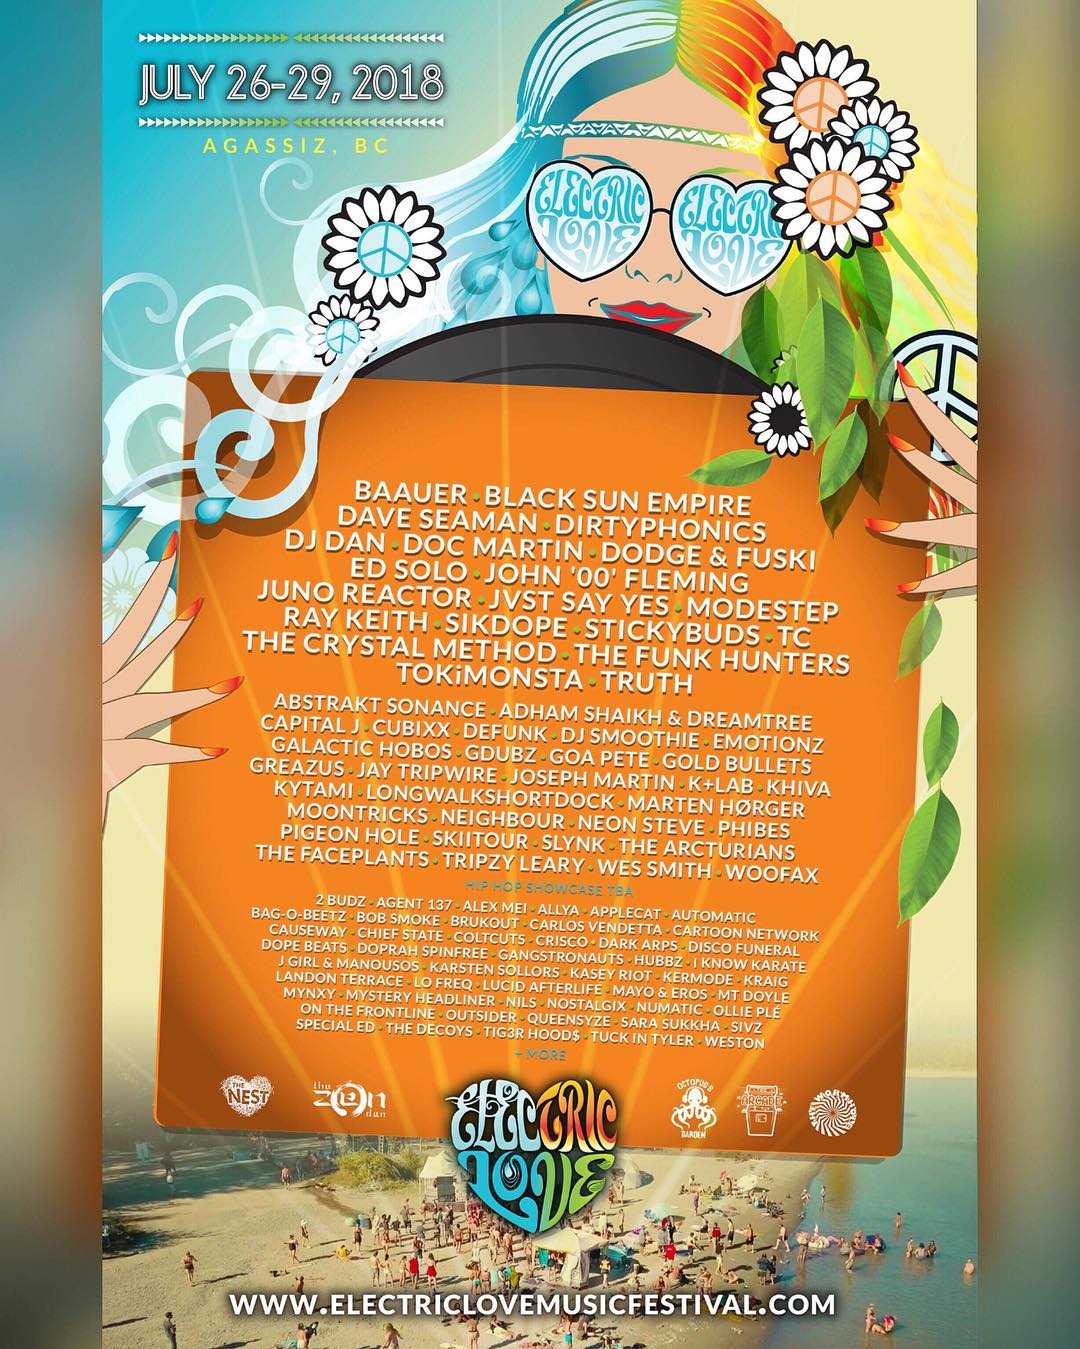 JULY 26-29, 2018
AGASSIZ, BC
ELECTRIC LOVE
ELECTRIC LOVE
BAAUER • BLACK SUN EMPIRE
DAVE SEAMAN • DIRTYPHONICS
DJ DAN • DOC MARTIN • DODGE & FUSKI
ED SOLO • JOHN '00' FLEMING
JUNO REACTOR • JVST SAY YES • MODESTEP
RAY KEITH • SIKDOPE • STICKYBUDS • TC
THE CRYSTAL METHOD • THE FUNK HUNTERS
TOKiMONSTA • TRUTH
ABSTRAKT SONANCE • ADHAM SHAIKH & DREAMTREE
CAPITAL J • CUBIXX • DEFUNK • DJ SMOOTHIE • EMOTIONZ
GALACTIC HOBOS • GDUBZ • GOA PETE • GOLD BULLETS
GREAZUS • JAY TRIPWIRE • JOSEPH MARTIN • K+LAB • KHIVA
KYTAMI • LONGWALKSHORTDOCK • MARTEN HØRGER
MOONTRICKS • NEIGHBOUR • NEON STEVE • PHIBES
PIGEON HOLE • SKIITOUR • SLYNK • THE ARCTURIANS
THE FACEPLANTS • TRIPZY LEARY • WES SMITH • WOOFAX
HIP HOP SHOWCASE TBA
2 BUDZ • AGENT 137 • ALEX MEI • ALLYA • APPLECAT • AUTOMATIC
BAG-O-BEETZ • BOB SMOKE • BRUKOUT • CARLOS VENDETTA • CARTOON NETWORK
CAUSEWAY • CHIEF STATE • COLTCUTS • CRISCO • DARK ARPS • DISCO FUNERAL
DOPE BEATS • DOPRAH SPINFREE • GANGSTRONAUTS • HUBBZ • I KNOW KARATE
J GIRL & MANOUSOS • KARSTEN SOLLORS • KASEY RIOT • KERMODE • KRAIG
LANDON TERRACE • LO FREQ • LUCID AFTERLIFE • MAYO & EROS • MT DOYLE
MYNXY • MYSTERY HEADLINER • NILS • NOSTALGIX • NUMATIC • OLLIE PLÉ
ON THE FRONTLINE • OUTSIDER • QUEENSYZE • SARA SUKKHA • SIVZ
SPECIAL ED • THE DECOYS • TIG3R HOOD$ • TUCK IN TYLER • WESTON
+ MORE
THE NEST
the zen dun
OCTOPUS'S GARDEN
ARCADE
ELECTRIC LOVE
WWW.ELECTRICLOVEMUSICFESTIVAL.COM